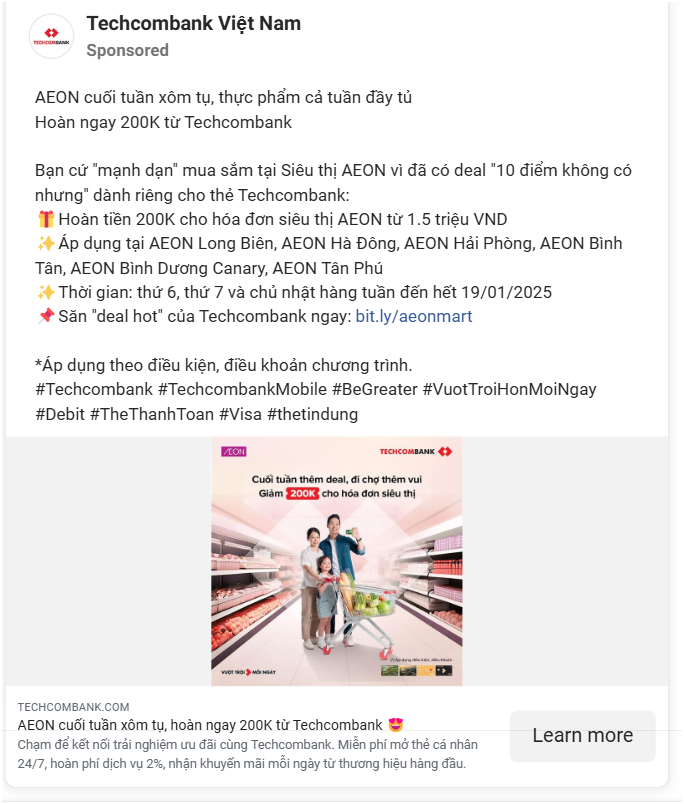 TECHCOMBANK
Techcombank Việt Nam
Sponsored
AEON cuối tuần xôm tụ, thực phẩm cả tuần đầy tủ
Hoàn ngay 200K từ Techcombank
Bạn cứ "mạnh dạn" mua sắm tại Siêu thị AEON vì đã có deal "10 điểm không có
nhưng" dành riêng cho thẻ Techcombank:
🎁Hoàn tiền 200K cho hóa đơn siêu thị AEON từ 1.5 triệu VND
✨Áp dụng tại AEON Long Biên, AEON Hà Đông, AEON Hải Phòng, AEON Bình
Tân, AEON Bình Dương Canary, AEON Tân Phú
✨Thời gian: thứ 6, thứ 7 và chủ nhật hàng tuần đến hết 19/01/2025
📌Săn "deal hot" của Techcombank ngay: bit.ly/aeonmart
*Áp dụng theo điều kiện, điều khoản chương trình.
#Techcombank #TechcombankMobile #BeGreater #VuotTroiHonMoiNgay
#Debit #TheThanhToan #Visa #thetindung
ÆON
TECHCOMBANK
Cuối tuần thêm deal, đi chợ thêm vui
Giảm 200K cho hóa đơn siêu thị
VƯỢT TRỘI MỖI NGAY
TECHCOMBANK.COM
AEON cuối tuần xôm tụ, hoàn ngay 200K từ Techcombank 😍
Chạm để kết nối trải nghiệm ưu đãi cùng Techcombank. Miễn phí mở thẻ cá nhân
24/7, hoàn phí dịch vụ 2%, nhận khuyến mãi mỗi ngày từ thương hiệu hàng đầu.
Learn more